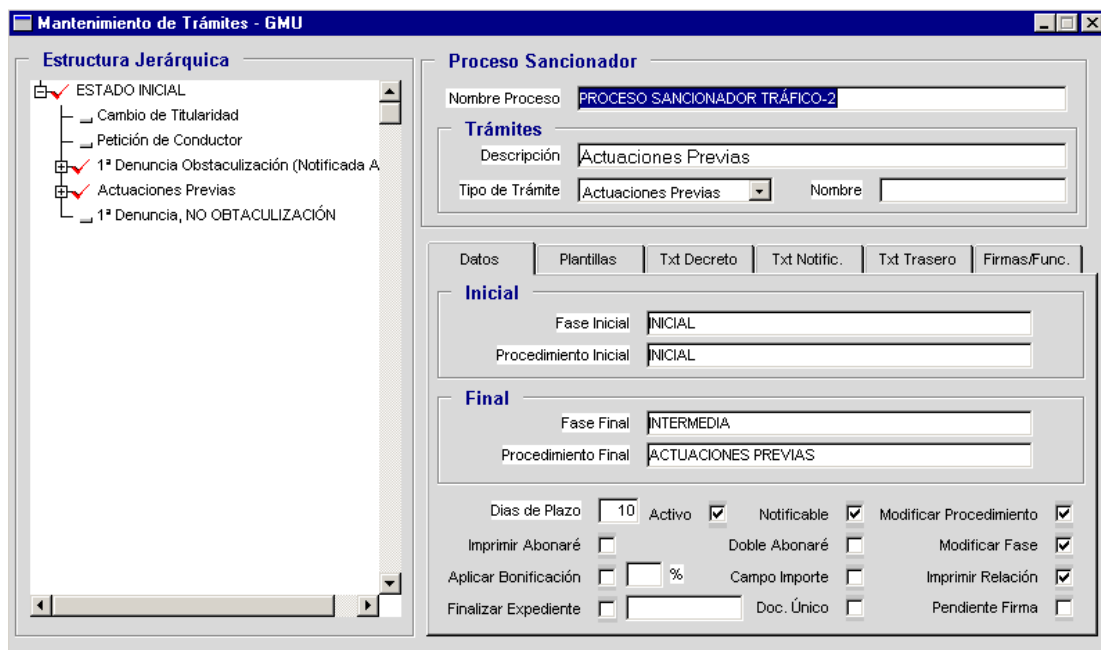 Mantenimiento de Trámites - GMU
Estructura Jerárquica
ESTADO INICIAL
Cambio de Titularidad
Petición de Conductor
1ª Denuncia Obstaculización (Notificada A
Actuaciones Previas
1ª Denuncia, NO OBTACULIZACIÓN
Proceso Sancionador
Nombre Proceso PROCESO SANCIONADOR TRÁFICO-2
Trámites
Descripción Actuaciones Previas
Tipo de Trámite Actuaciones Previas Nombre
Datos Plantillas Txt Decreto Txt Notific. Txt Trasero Firmas/Func.
Inicial
Fase Inicial INICIAL
Procedimiento Inicial INICIAL
Final
Fase Final INTERMEDIA
Procedimiento Final ACTUACIONES PREVIAS
Dias de Plazo 10 Activo Notificable Modificar Procedimiento
Imprimir Abonaré Doble Abonaré Modificar Fase
Aplicar Bonificación % Campo Importe Imprimir Relación
Finalizar Expediente Doc. Único Pendiente Firma